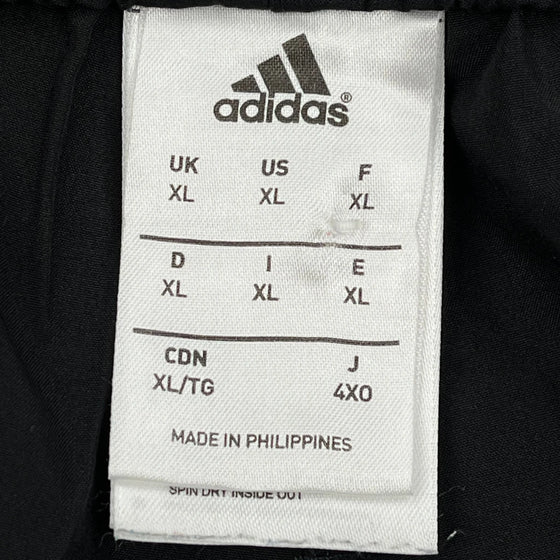 adidas®
UK US F
XL XL XL
D I E
XL XL XL
CDN J
XL/TG 4XO
MADE IN PHILIPPINES
SPIN DRY INSIDE OUT